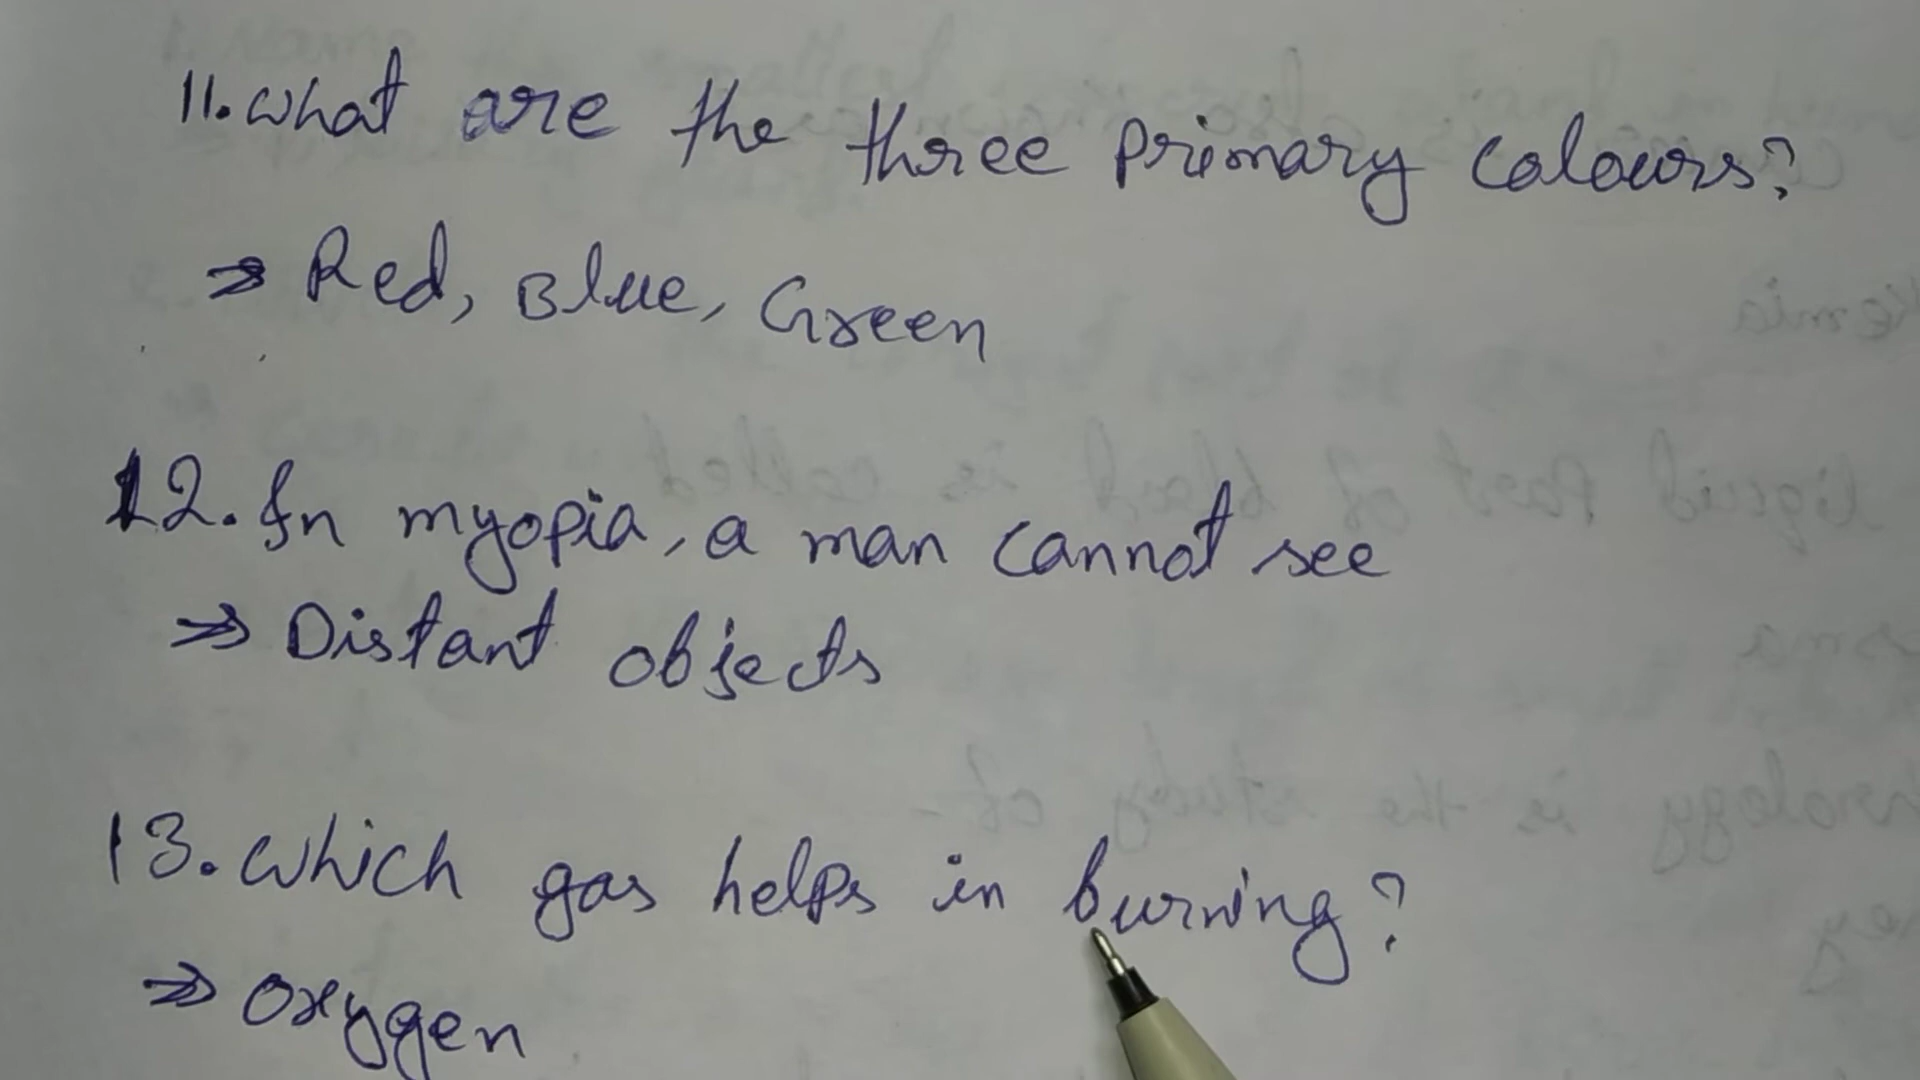 11. What are the three primary colours?
⇒ Red, Blue, Green
12. In myopia, a man cannot see
⇒ Distant objects
13. Which gas helps in burning?
⇒ Oxygen